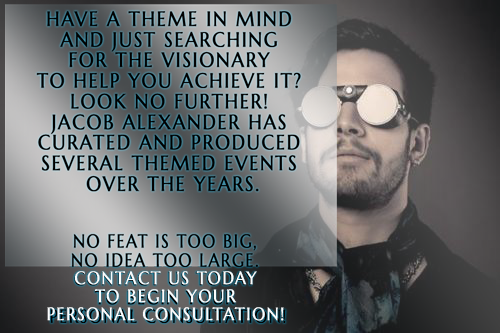 HAVE A THEME IN MIND
AND JUST SEARCHING
FOR THE VISIONARY
TO HELP YOU ACHIEVE IT?
LOOK NO FURTHER!
JACOB ALEXANDER HAS
CURATED AND PRODUCED
SEVERAL THEMED EVENTS
OVER THE YEARS.
NO FEAT IS TOO BIG,
NO IDEA TOO LARGE.
CONTACT US TODAY
TO BEGIN YOUR
PERSONAL CONSULTATION!